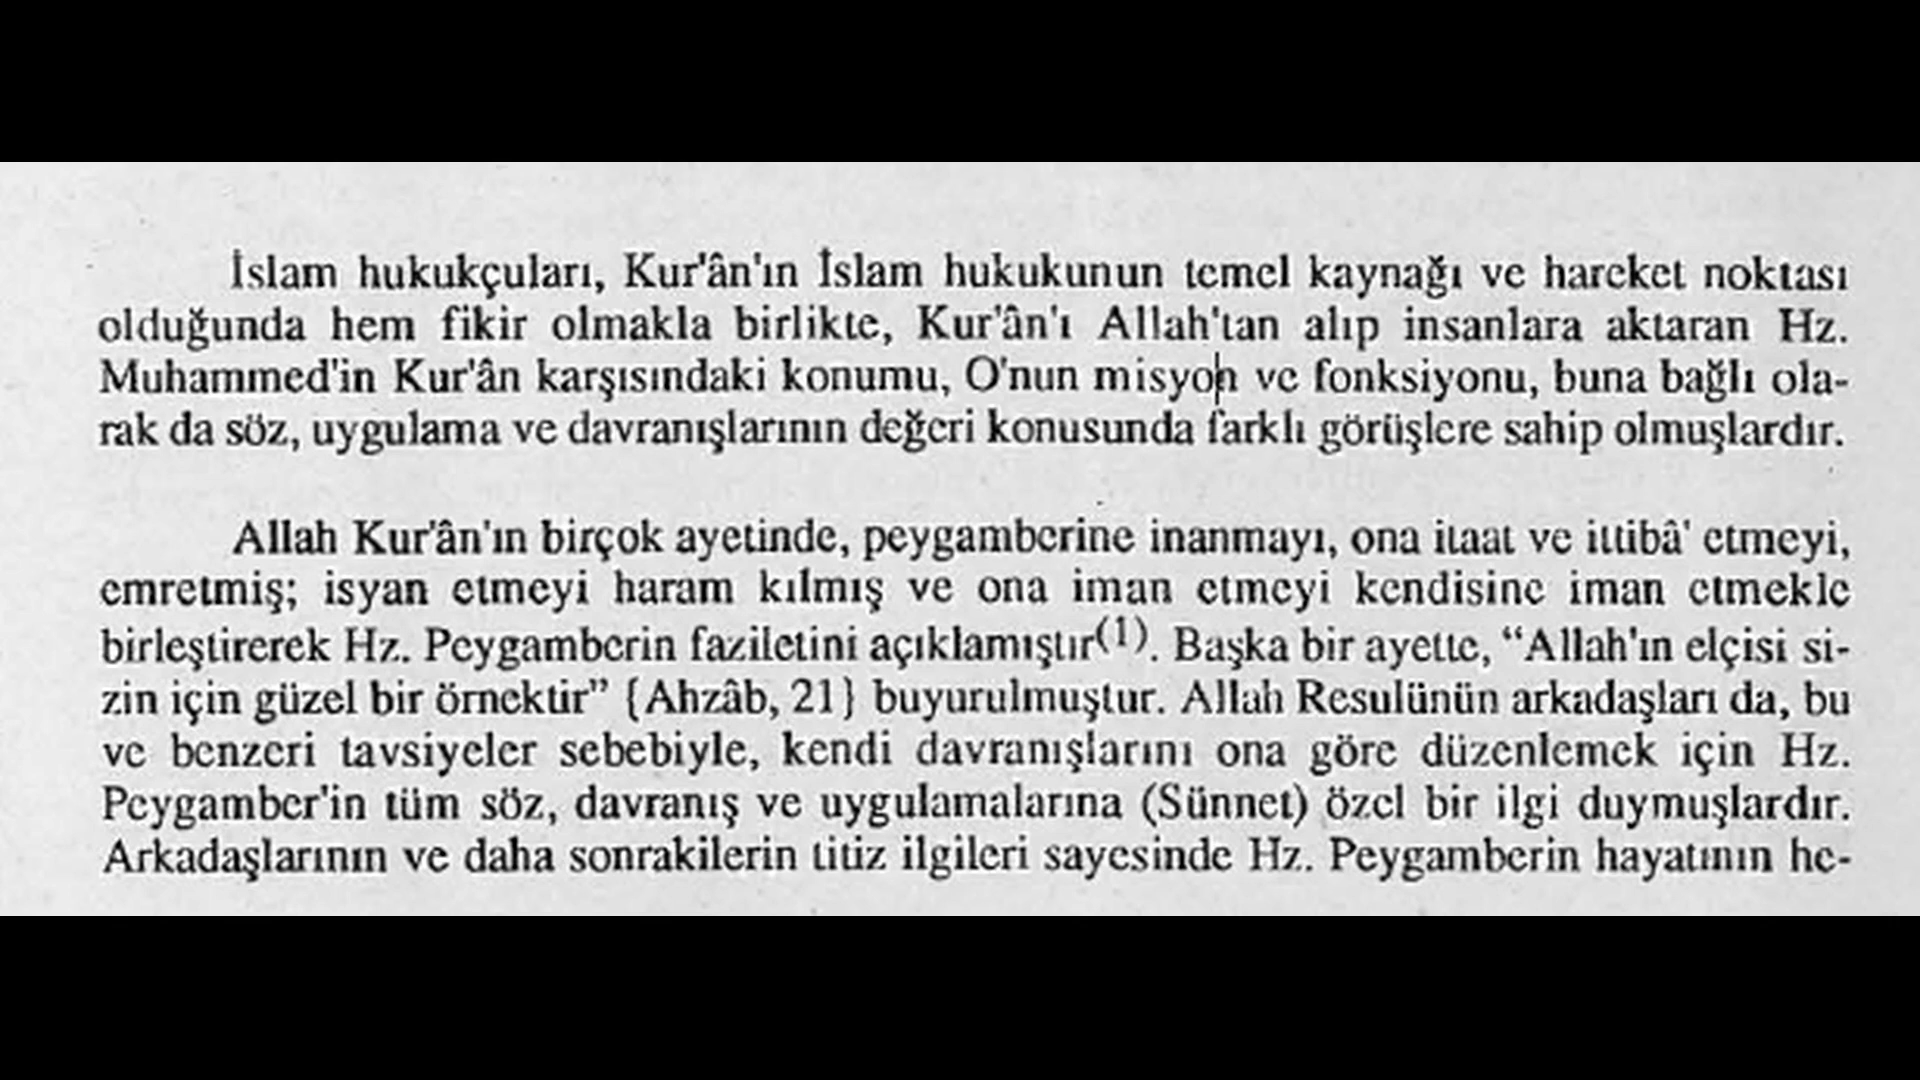 İslam hukukçuları, Kur'ân'ın İslam hukukunun temel kaynağı ve hareket noktası
olduğunda hem fikir olmakla birlikte, Kur'ân'ı Allah'tan alıp insanlara aktaran Hz.
Muhammed'in Kur'ân karşısındaki konumu, O'nun misyon ve fonksiyonu, buna bağlı ola-
rak da söz, uygulama ve davranışlarının değeri konusunda farklı görüşlere sahip olmuşlardır.
Allah Kur'ân'ın birçok ayetinde, peygamberine inanmayı, ona itaat ve ittibâ' etmeyi,
emretmiş; isyan etmeyi haram kılmış ve ona iman etmeyi kendisine iman etmekle
birleştirerek Hz. Peygamberin faziletini açıklamıştır(1). Başka bir ayette, “Allah'ın elçisi si-
zin için güzel bir örnektir” {Ahzâb, 21} buyurulmuştur. Allah Resulünün arkadaşları da, bu
ve benzeri tavsiyeler sebebiyle, kendi davranışlarını ona göre düzenlemek için Hz.
Peygamber'in tüm söz, davranış ve uygulamalarına (Sünnet) özel bir ilgi duymuşlardır.
Arkadaşlarının ve daha sonrakilerin titiz ilgileri sayesinde Hz. Peygamberin hayatının he-